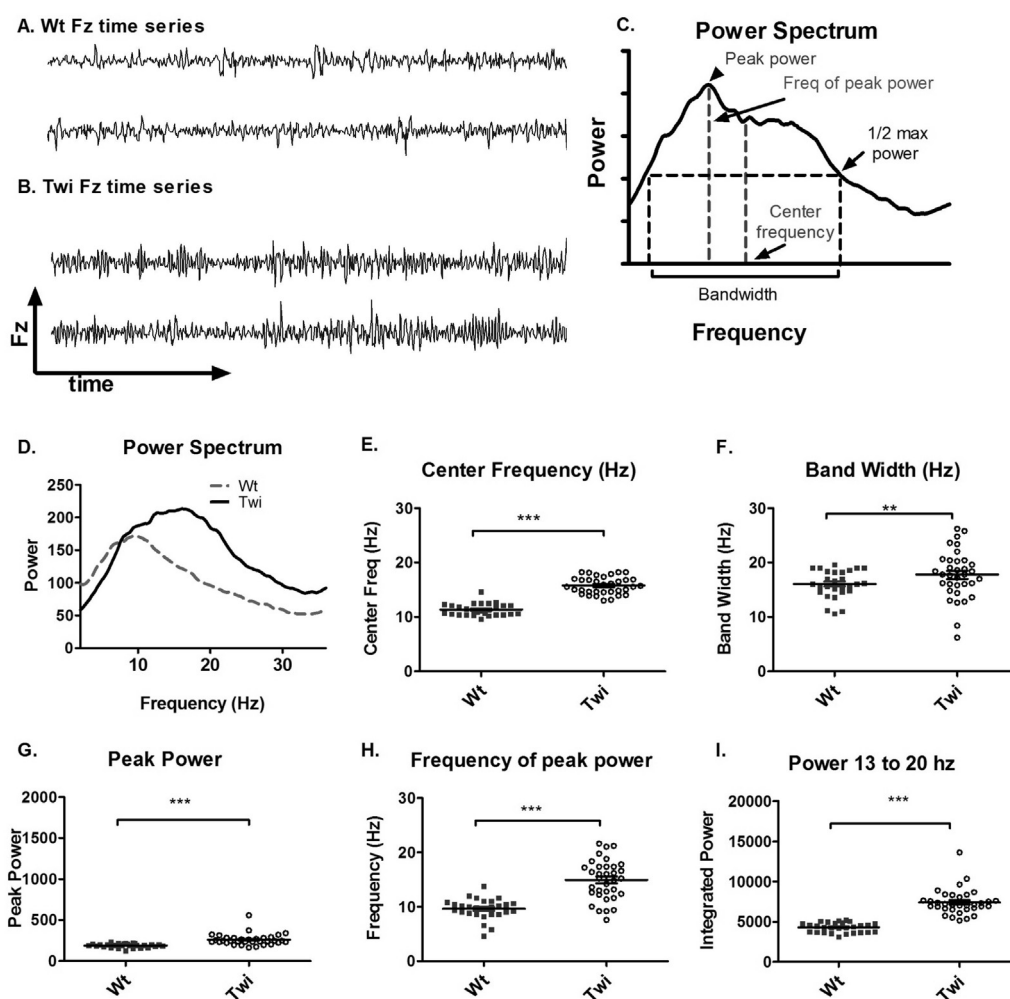 A. Wt Fz time series
B. Twi Fz time series
Fz
time
C.
Power Spectrum
Peak power
Freq of peak power
1/2 max
power
Power
Center
frequency
Bandwidth
Frequency
D.
Power Spectrum
Wt
Twi
250
200
150
100
50
0
Power
10
20
30
Frequency (Hz)
E.
Center Frequency (Hz)
***
30
20
10
0
Center Freq (Hz)
Wt
Twi
F.
Band Width (Hz)
**
30
20
10
0
Band Width (Hz)
Wt
Twi
G.
Peak Power
***
2000
1500
1000
500
0
Peak Power
Wt
Twi
H.
Frequency of peak power
***
30
20
10
0
Frequency (Hz)
Wt
Twi
I.
Power 13 to 20 hz
***
20000
15000
10000
5000
0
Integrated Power
Wt
Twi